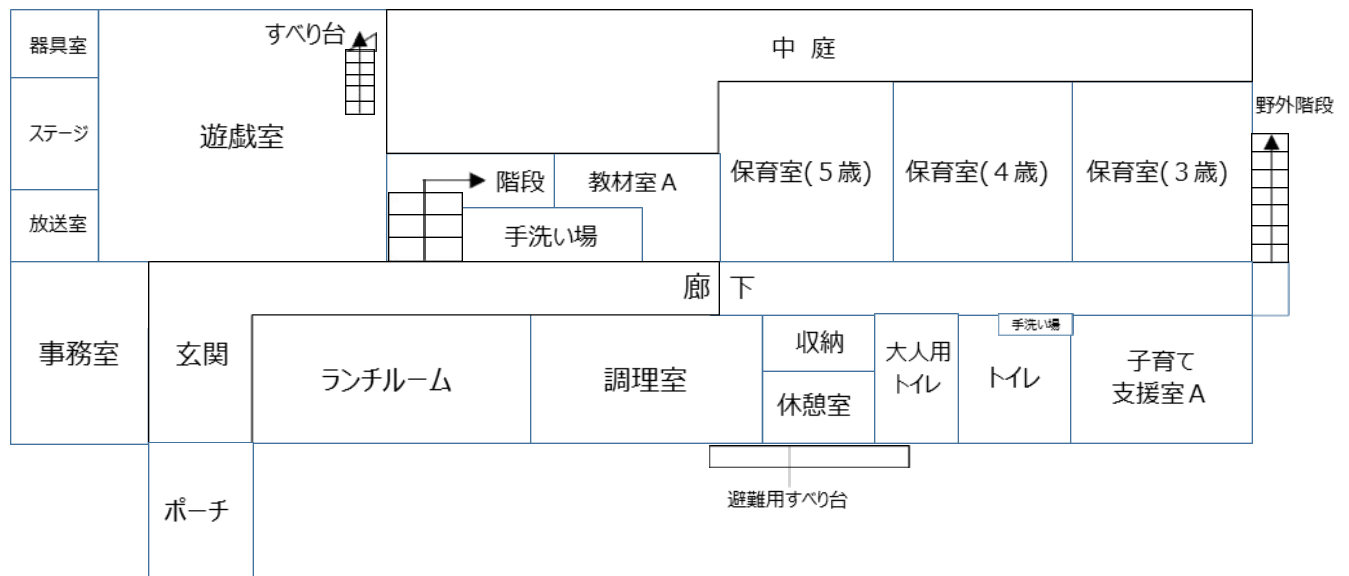 器具室
すべり台
中 庭
ステージ
遊戯室
野外階段
放送室
階段
教材室A
手洗い場
保育室(５歳)
保育室(４歳)
保育室(３歳)
廊 下
事務室
玄関
ランチルーム
調理室
収納
休憩室
大人用
トイレ
手洗い場
トイレ
子育て
支援室A
ポーチ
避難用すべり台